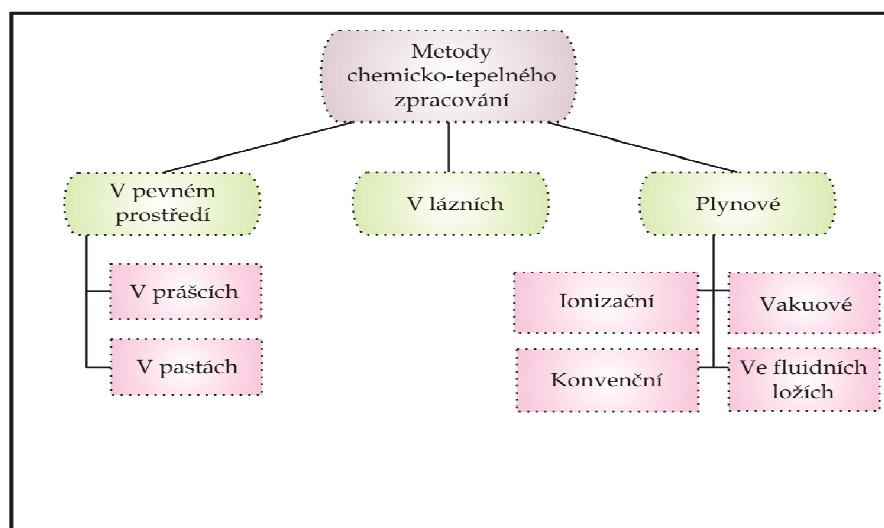 Metody
chemicko-tepelného
zpracování
V pevném
prostředí
V lázních
Plynové
V prášcích
V pastách
Ionizační
Vakuové
Konvenční
Ve fluidních
ložích